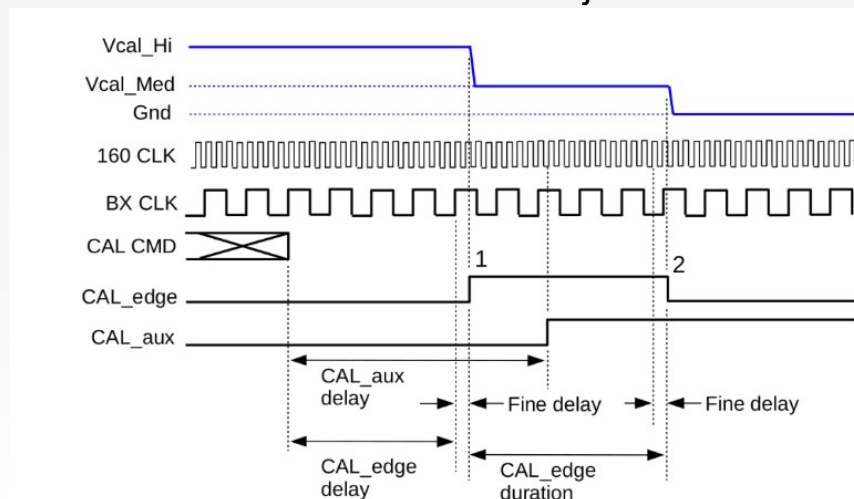 Vcal_Hi
Vcal_Med
Gnd
160 CLK
BX CLK
CAL CMD
1
2
CAL_edge
CAL_aux
CAL_aux
delay
Fine delay
Fine delay
CAL_edge
delay
CAL_edge
duration